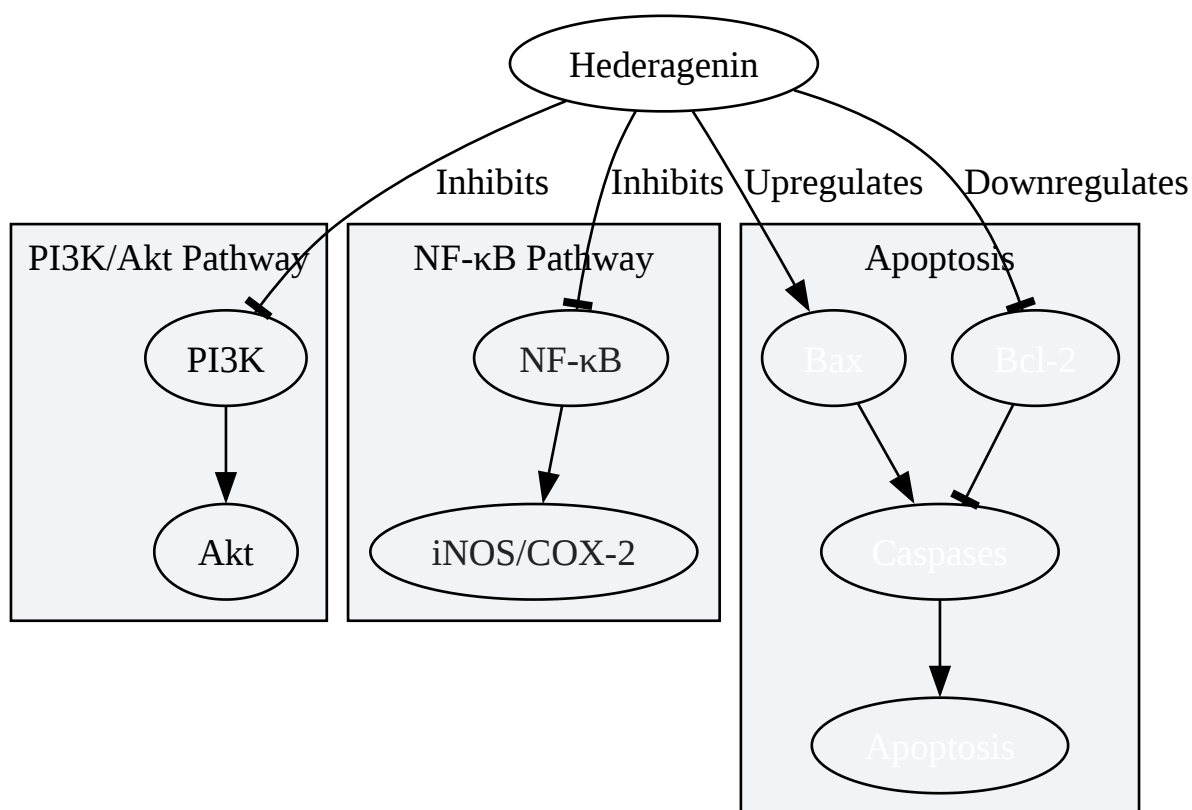 Hederagenin
Inhibits
Inhibits
Upregulates
Downregulates
PI3K/Akt Pathway
NF-κB Pathway
Apoptosis
PI3K
NF-κB
Bax
Bcl-2
Akt
iNOS/COX-2
Caspases
Apoptosis